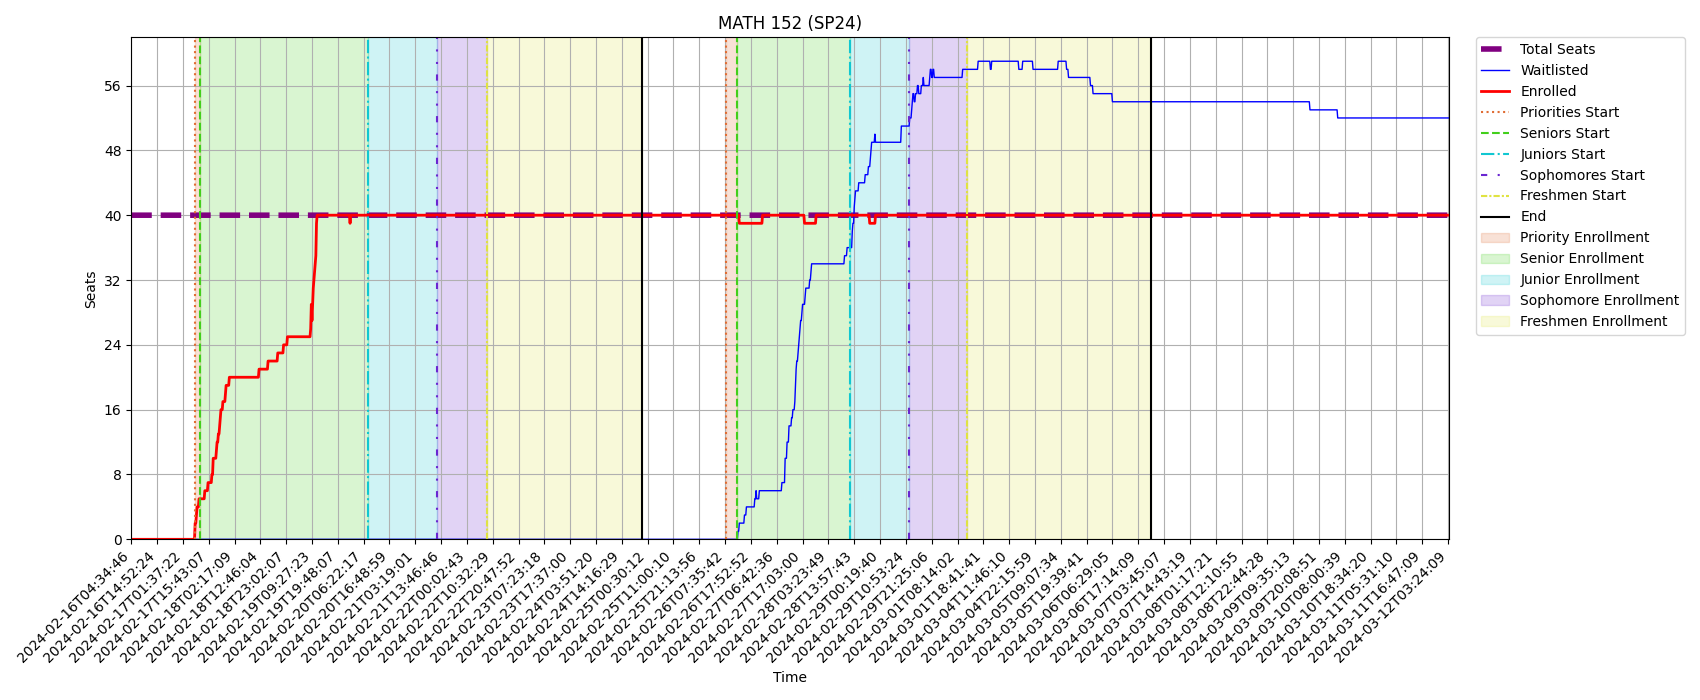 MATH 152 (SP24)
Seats
56
48
40
32
24
16
8
0
2024-02-16T04:34:46
2024-02-16T14:52:24
2024-02-17T01:37:22
2024-02-17T15:43:07
2024-02-18T02:17:09
2024-02-18T12:46:04
2024-02-18T23:02:07
2024-02-19T09:27:23
2024-02-19T19:48:07
2024-02-20T06:22:17
2024-02-20T16:48:59
2024-02-21T03:19:01
2024-02-21T13:46:46
2024-02-22T00:02:43
2024-02-22T10:32:29
2024-02-22T20:47:52
2024-02-23T07:23:18
2024-02-23T17:37:00
2024-02-24T03:51:20
2024-02-24T14:16:29
2024-02-25T00:30:12
2024-02-25T11:00:10
2024-02-25T21:13:56
2024-02-26T07:35:42
2024-02-26T17:52:52
2024-02-27T06:42:36
2024-02-27T17:03:00
2024-02-28T03:23:49
2024-02-28T13:57:43
2024-02-29T00:19:40
2024-02-29T10:53:24
2024-02-29T21:25:06
2024-03-01T08:14:02
2024-03-01T18:41:41
2024-03-04T11:46:10
2024-03-04T22:15:59
2024-03-05T09:07:34
2024-03-05T19:39:41
2024-03-06T06:29:05
2024-03-06T17:14:09
2024-03-07T03:45:07
2024-03-07T14:43:19
2024-03-08T01:17:21
2024-03-08T12:10:55
2024-03-08T22:44:28
2024-03-09T09:35:13
2024-03-09T20:08:51
2024-03-10T08:00:39
2024-03-10T18:34:20
2024-03-11T05:31:10
2024-03-11T16:47:09
2024-03-12T03:24:09
Time
Total Seats
Waitlisted
Enrolled
Priorities Start
Seniors Start
Juniors Start
Sophomores Start
Freshmen Start
End
Priority Enrollment
Senior Enrollment
Junior Enrollment
Sophomore Enrollment
Freshmen Enrollment